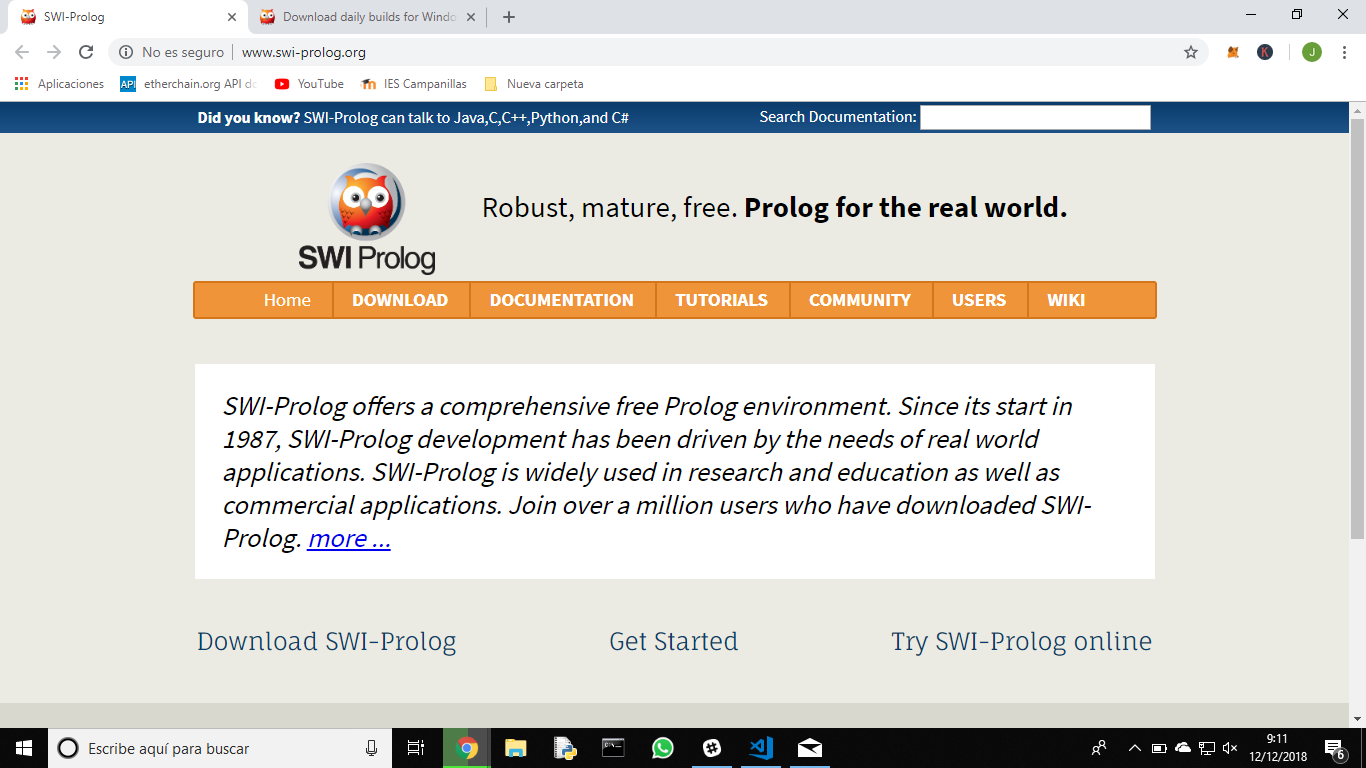 SWI-Prolog
Download daily builds for Windo
No es seguro
www.swi-prolog.org
K
J
Aplicaciones
API
etherchain.org API do
YouTube
IES Campanillas
Nueva carpeta
Did you know? SWI-Prolog can talk to Java,C,C++,Python,and C#
Search Documentation:
SWI Prolog
Robust, mature, free. Prolog for the real world.
Home
DOWNLOAD
DOCUMENTATION
TUTORIALS
COMMUNITY
USERS
WIKI
SWI-Prolog offers a comprehensive free Prolog environment. Since its start in
1987, SWI-Prolog development has been driven by the needs of real world
applications. SWI-Prolog is widely used in research and education as well as
commercial applications. Join over a million users who have downloaded SWI-
Prolog. more ...
Download SWI-Prolog
Get Started
Try SWI-Prolog online
Escribe aquí para buscar
9:11
12/12/2018
6